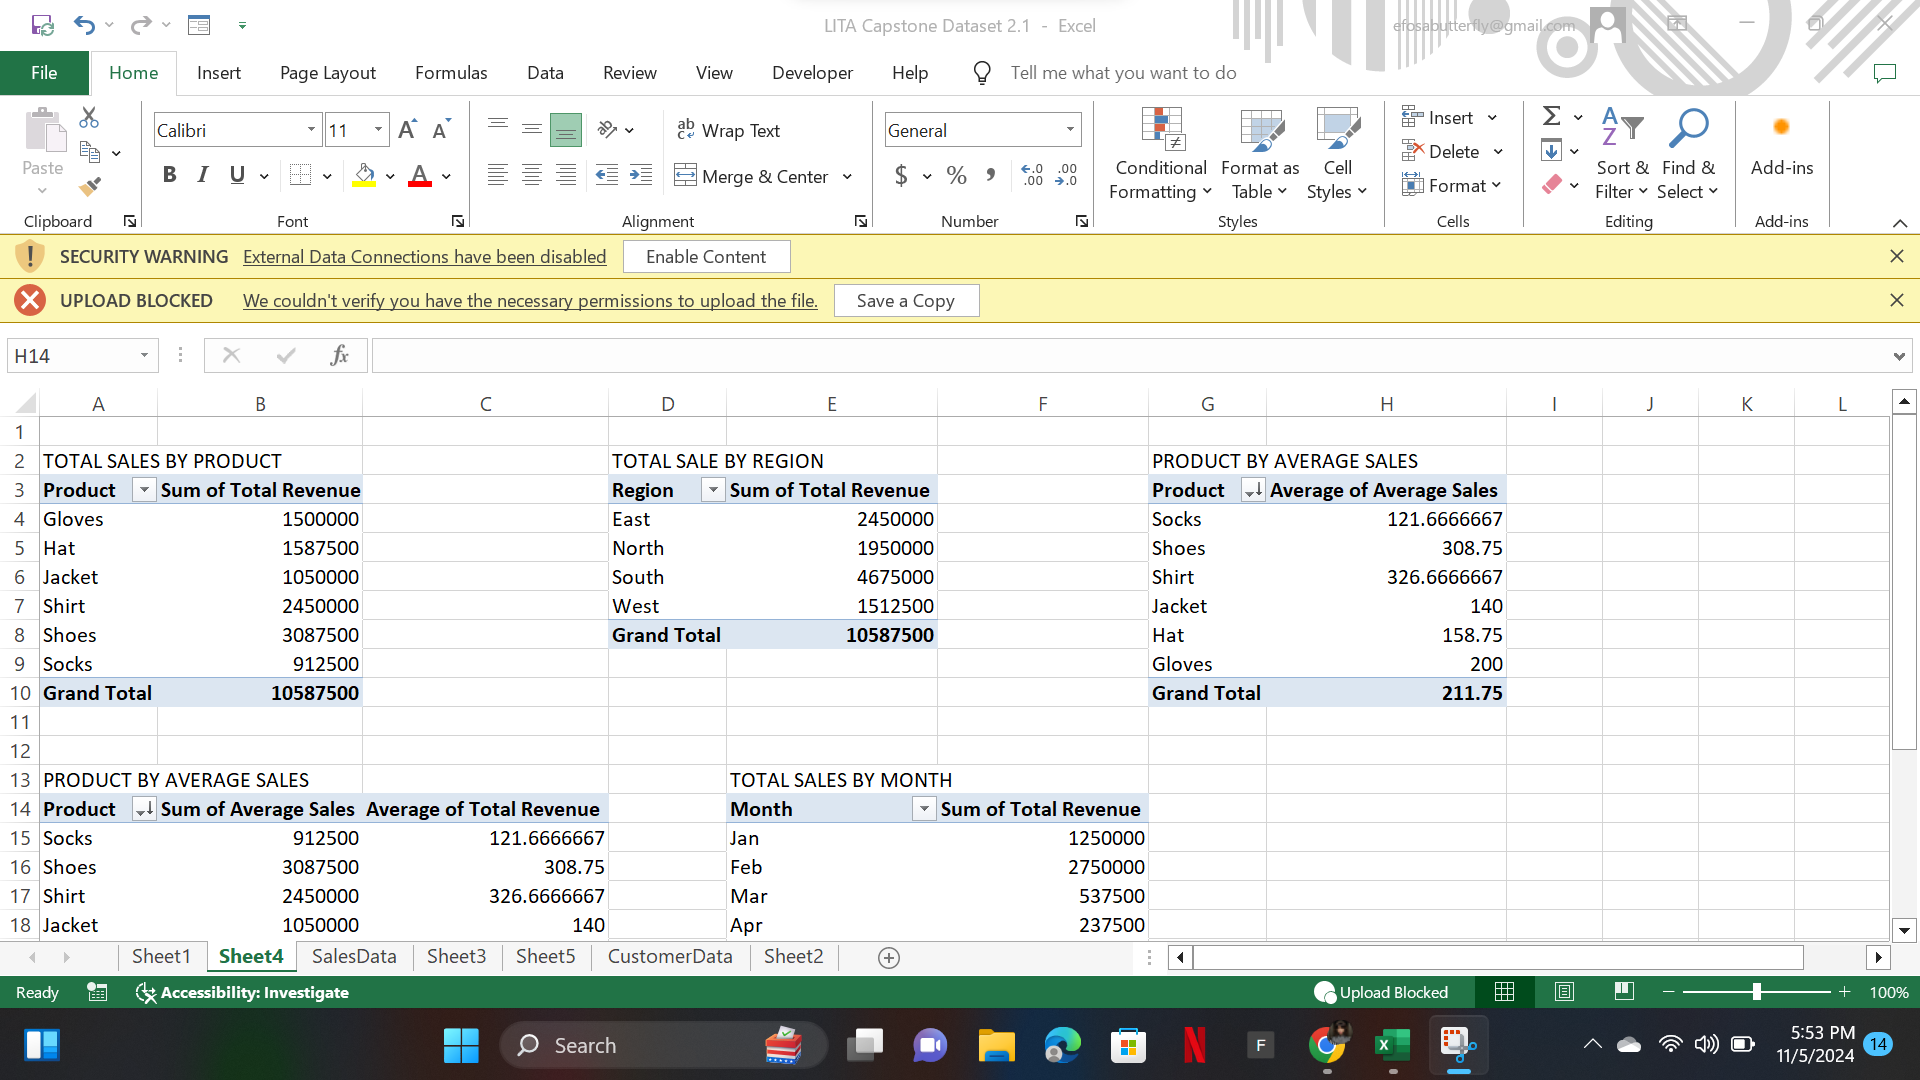 LITA Capstone Dataset 2.1 - Excel
efosabutterfly@gmail.com
File Home Insert Page Layout Formulas Data Review View Developer Help Tell me what you want to do
Paste
Clipboard
Calibri 11
B I U
Font
Wrap Text
Merge & Center
Alignment
General
$ % ,
Number
Conditional Formatting
Format as Table
Cell Styles
Styles
Insert
Delete
Format
Cells
Sort & Filter
Find & Select
Editing
Add-ins
Add-ins
SECURITY WARNING External Data Connections have been disabled Enable Content
UPLOAD BLOCKED We couldn't verify you have the necessary permissions to upload the file. Save a Copy
H14 fx
A B C D E F G H I J K L
1
2 TOTAL SALES BY PRODUCT TOTAL SALE BY REGION PRODUCT BY AVERAGE SALES
3 Product Sum of Total Revenue Region Sum of Total Revenue Product Average of Average Sales
4 Gloves 1500000 East 2450000 Socks 121.6666667
5 Hat 1587500 North 1950000 Shoes 308.75
6 Jacket 1050000 South 4675000 Shirt 326.6666667
7 Shirt 2450000 West 1512500 Jacket 140
8 Shoes 3087500 Grand Total 10587500 Hat 158.75
9 Socks 912500 Gloves 200
10 Grand Total 10587500 Grand Total 211.75
11
12
13 PRODUCT BY AVERAGE SALES TOTAL SALES BY MONTH
14 Product Sum of Average Sales Average of Total Revenue Month Sum of Total Revenue
15 Socks 912500 121.6666667 Jan 1250000
16 Shoes 3087500 308.75 Feb 2750000
17 Shirt 2450000 326.6666667 Mar 537500
18 Jacket 1050000 140 Apr 237500
Sheet1 Sheet4 SalesData Sheet3 Sheet5 CustomerData Sheet2
Ready Accessibility: Investigate Upload Blocked 100%
Search
5:53 PM
11/5/2024
14